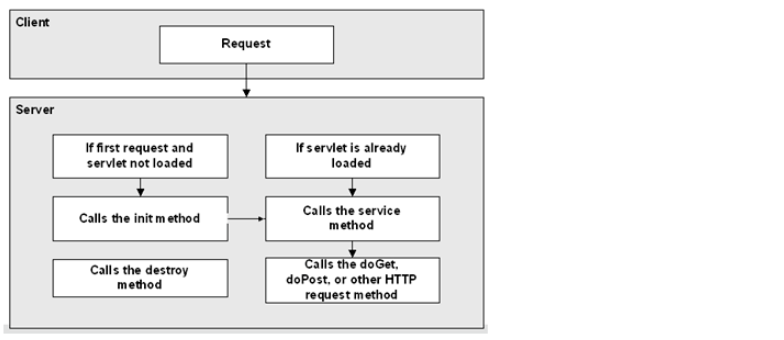 Client
Request
Server
If first request and
servlet not loaded
If servlet is already
loaded
Calls the init method
Calls the service
method
Calls the destroy
method
Calls the doGet,
doPost, or other HTTP
request method